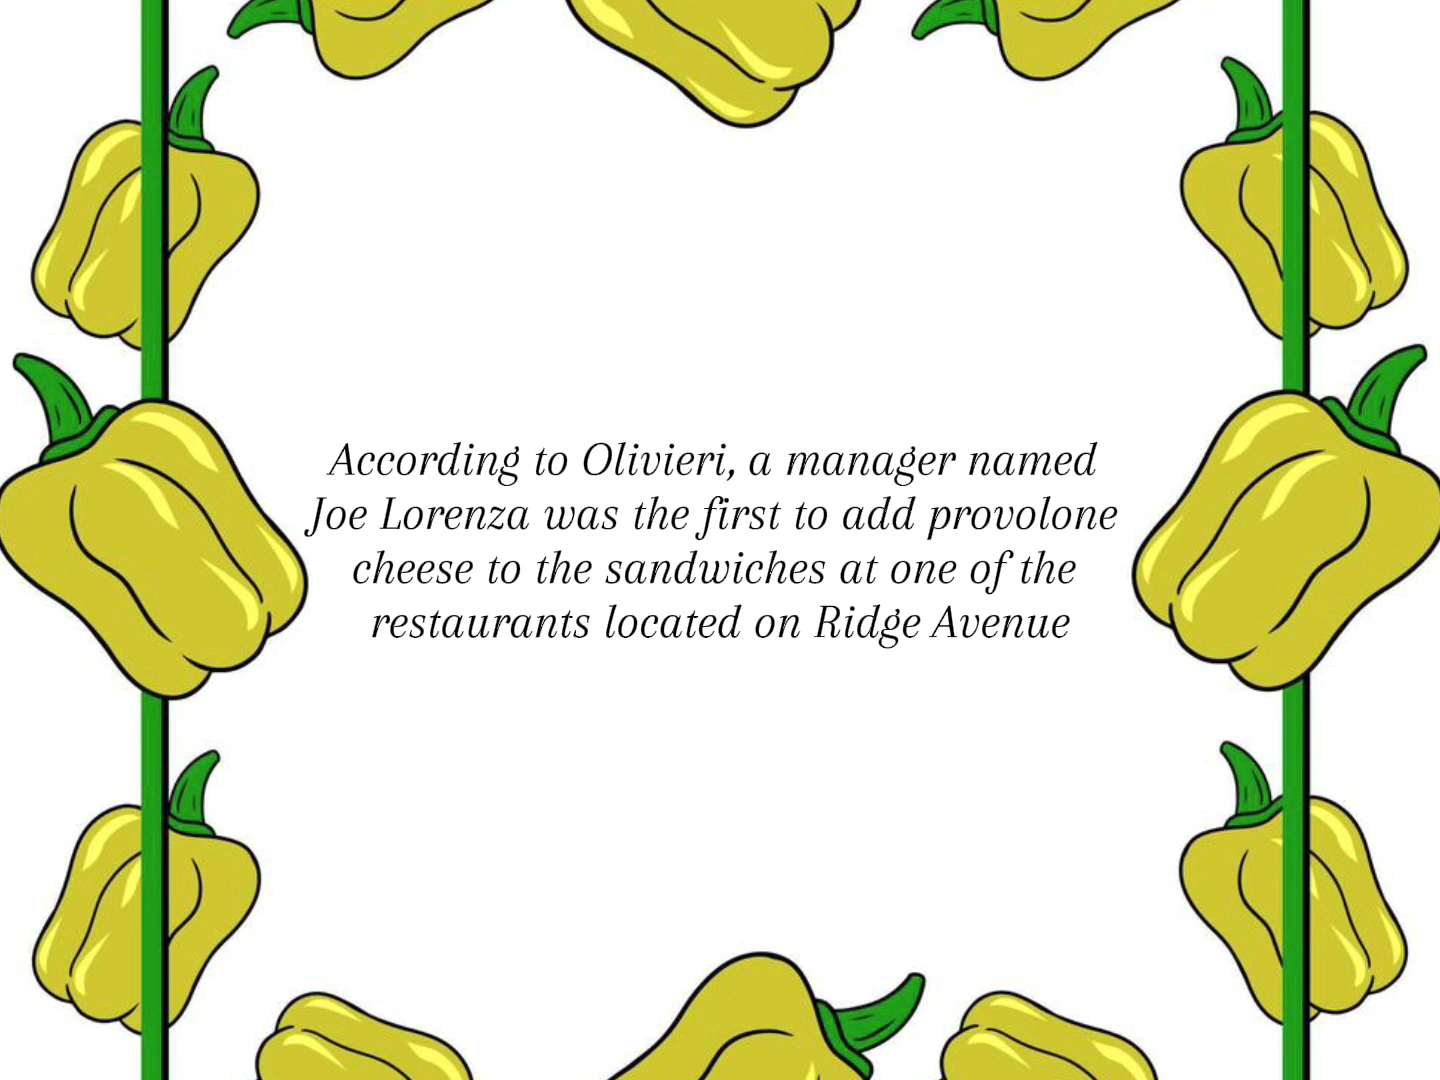 According to Olivieri, a manager named
Joe Lorenza was the first to add provolone
cheese to the sandwiches at one of the
restaurants located on Ridge Avenue